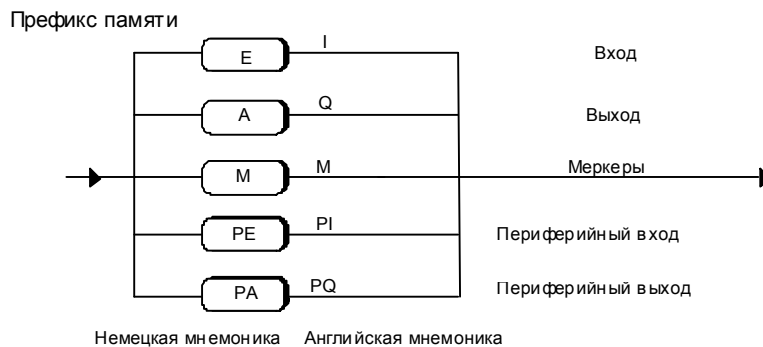 Префикс памяти
E I Вход
A Q Выход
M M Меркеры
PE PI Периферийный вход
PA PQ Периферийный выход
Немецкая мнемоника Английская мнемоника